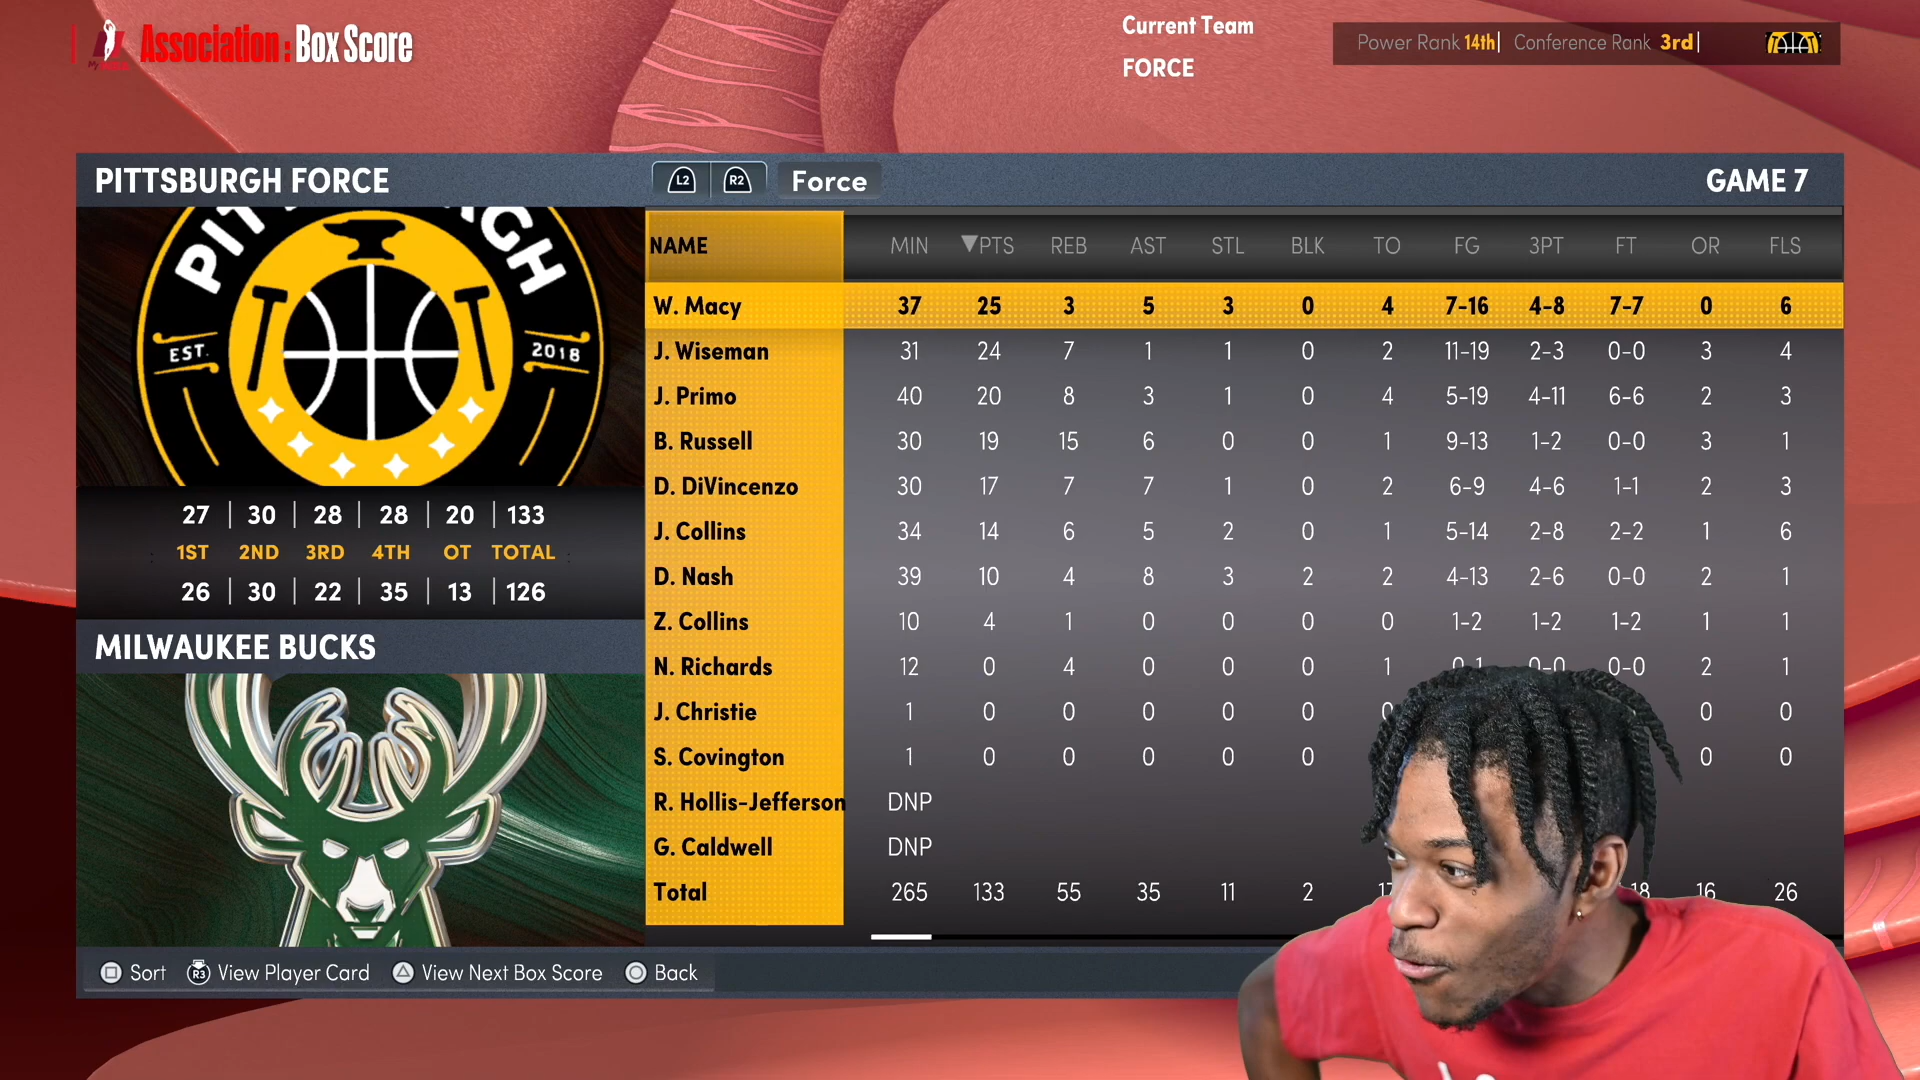 Association : Box Score
Current Team
FORCE
Power Rank 14th| Conference Rank 3rd|
PITTSBURGH FORCE
L2 R2 Force
GAME 7
EST. 2018
27 | 30 | 28 | 28 | 20 | 133
1ST 2ND 3RD 4TH OT TOTAL
26 | 30 | 22 | 35 | 13 | 126
MILWAUKEE BUCKS
NAME MIN ▼PTS REB AST STL BLK TO FG 3PT FT OR FLS
W. Macy 37 25 3 5 3 0 4 7-16 4-8 7-7 0 6
J. Wiseman 31 24 7 1 1 0 2 11-19 2-3 0-0 3 4
J. Primo 40 20 8 3 1 0 4 5-19 4-11 6-6 2 3
B. Russell 30 19 15 6 0 0 1 9-13 1-2 0-0 3 1
D. DiVincenzo 30 17 7 7 1 0 2 6-9 4-6 1-1 2 3
J. Collins 34 14 6 5 2 0 1 5-14 2-8 2-2 1 6
D. Nash 39 10 4 8 3 2 2 4-13 2-6 0-0 2 1
Z. Collins 10 4 1 0 0 0 0 1-2 1-2 1-2 1 1
N. Richards 12 0 4 0 0 0 1 0-1 0-0 0-0 2 1
J. Christie 1 0 0 0 0 0 0 0 0
S. Covington 1 0 0 0 0 0 0 0
R. Hollis-Jefferson DNP
G. Caldwell DNP
Total 265 133 55 35 11 2 17 16 26
Sort R3 View Player Card View Next Box Score Back